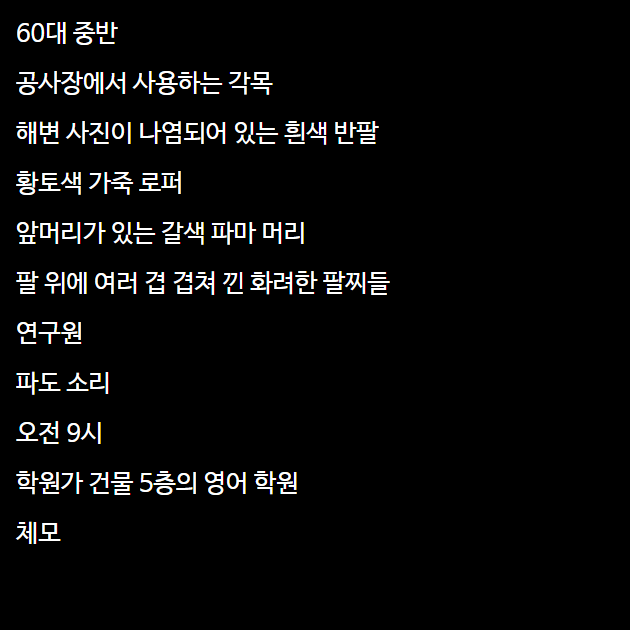 60대 중반
공사장에서 사용하는 각목
해변 사진이 나염되어 있는 흰색 반팔
황토색 가죽 로퍼
앞머리가 있는 갈색 파마 머리
팔 위에 여러 겹 겹쳐 낀 화려한 팔찌들
연구원
파도 소리
오전 9시
학원가 건물 5층의 영어 학원
체모